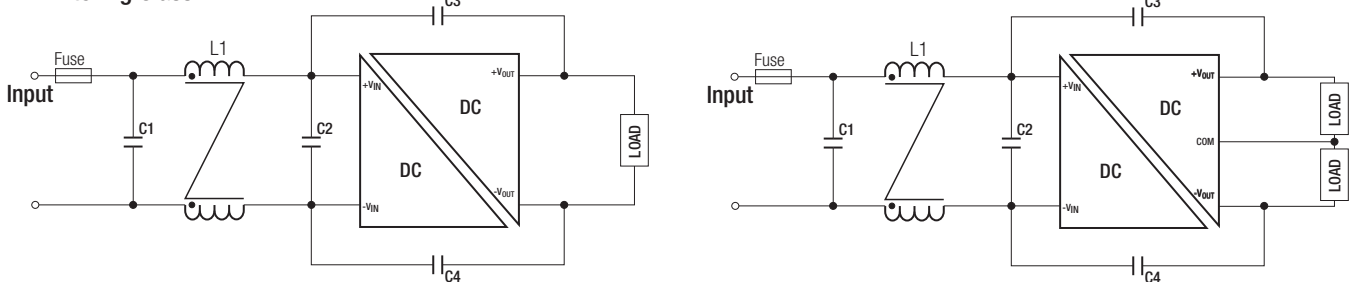 C3
L1
Fuse
+VIN
+VOUT
Input
DC
C1
C2
LOAD
DC
-VIN
-VOUT
C4
C3
L1
Fuse
+VIN
+VOUT
Input
DC
LOAD
C1
C2
COM
DC
LOAD
-VIN
-VOUT
C4